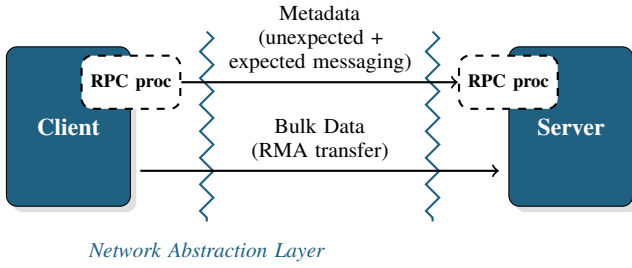 Metadata
(unexpected +
expected messaging)
RPC proc
RPC proc
Client
Server
Bulk Data
(RMA transfer)
Network Abstraction Layer